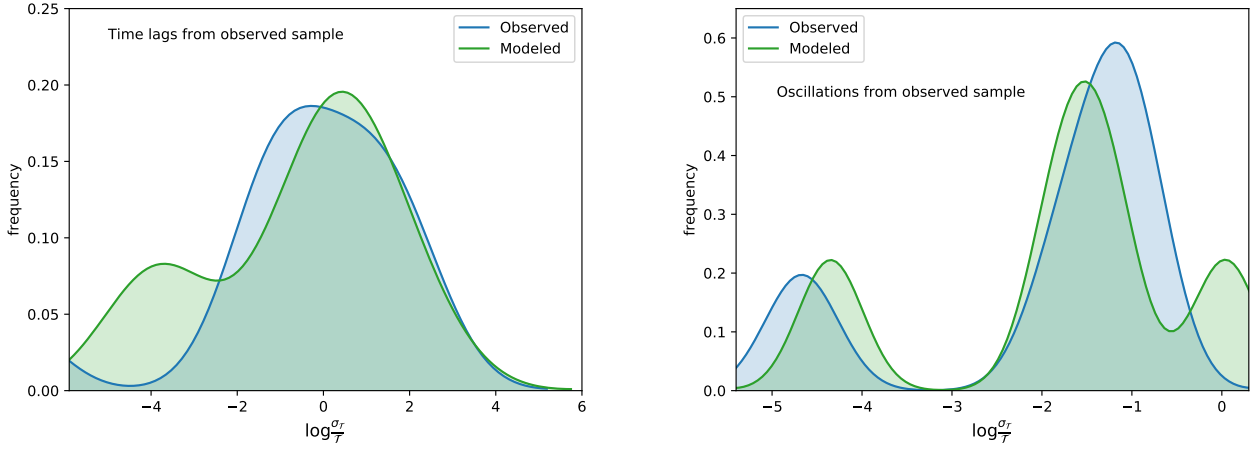 0.25
0.20
0.15
0.10
0.05
0.00
frequency
Time lags from observed sample
Observed
Modeled
−4 −2 0 2 4 6
log σ_𝒯/𝒯
0.6
0.5
0.4
0.3
0.2
0.1
0.0
frequency
Observed
Modeled
Oscillations from observed sample
−5 −4 −3 −2 −1 0
log σ_𝒯/𝒯